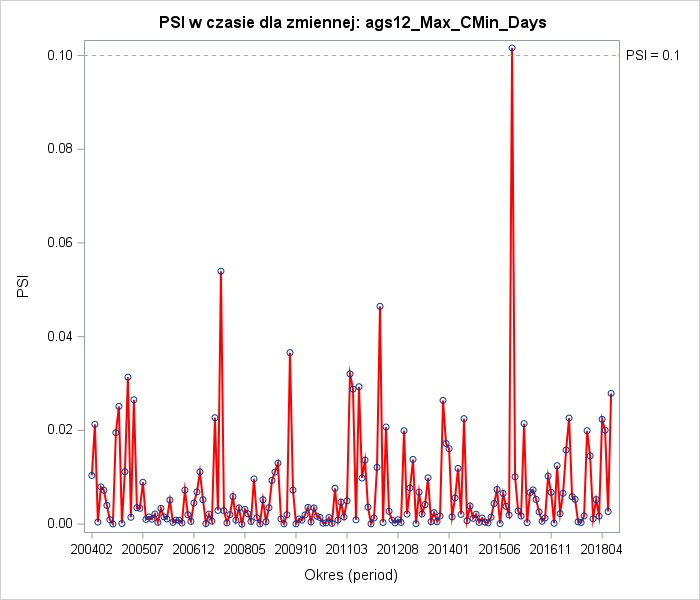 PSI w czasie dla zmiennej: ags12_Max_CMin_Days
0.10
PSI = 0.1
0.08
0.06
PSI
0.04
0.02
0.00
200402 200507 200612 200805 200910 201103 201208 201401 201506 201611 201804
Okres (period)